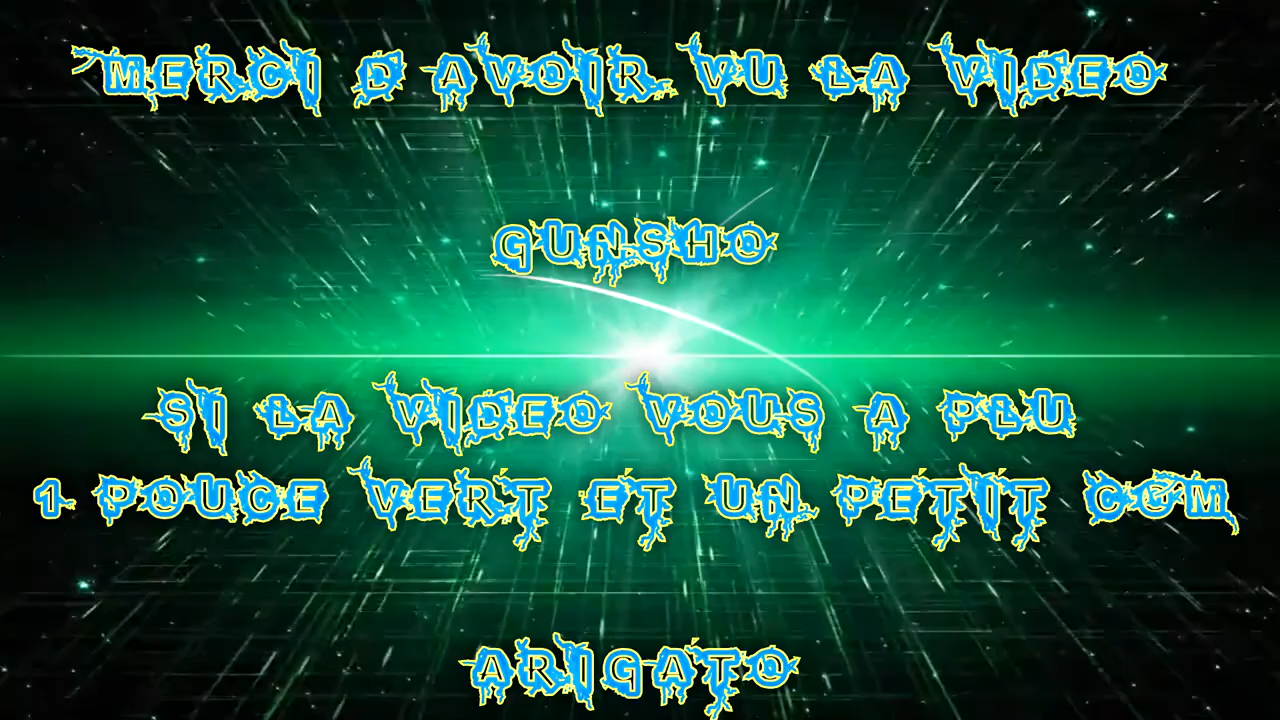 MERCI D AVOIR VU LA VIDEO
GUNSHO
SI LA VIDEO VOUS A PLU
1 POUCE VERT ET UN PETIT COM
ARIGATO